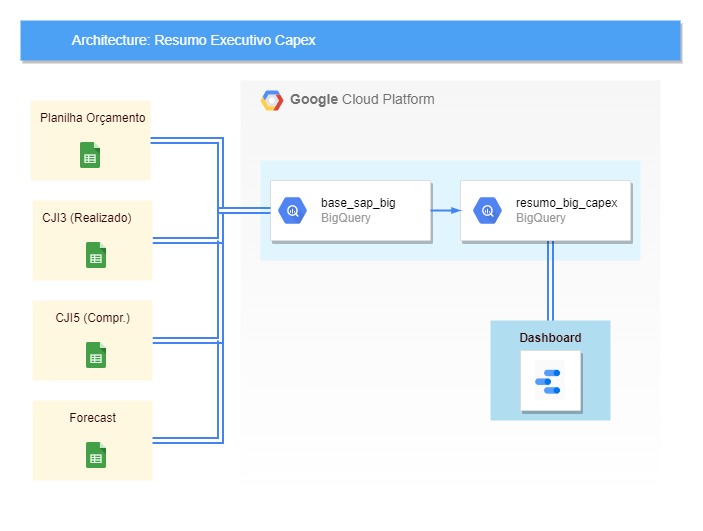 Architecture: Resumo Executivo Capex
Google Cloud Platform
Planilha Orçamento
CJI3 (Realizado)
CJI5 (Compr.)
Forecast
base_sap_big
BigQuery
resumo_big_capex
BigQuery
Dashboard